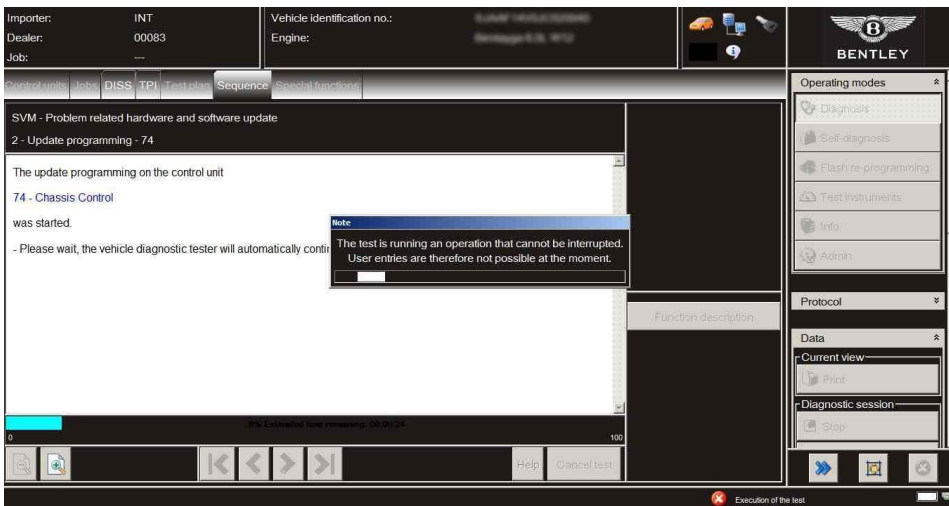 Importer:
INT
Vehicle identification no.:
Dealer:
00083
Engine:
Job:
---
B
BENTLEY
Control units
Jobs
DISS
TPI
Test plan
Sequence
Special functions
Operating modes
SVM - Problem related hardware and software update
2 - Update programming - 74
The update programming on the control unit
74 - Chassis Control
was started.
- Please wait, the vehicle diagnostic tester will automatically contin
Note
The test is running an operation that cannot be interrupted.
User entries are therefore not possible at the moment.
Diagnosis
Self-diagnosis
Flash re-programming
Test instruments
Info
Admin
Protocol
Function description
Data
Current view
Print
Diagnostic session
Stop
Estimated time remaining:
0
100
Help
Cancel test
Execution of the test